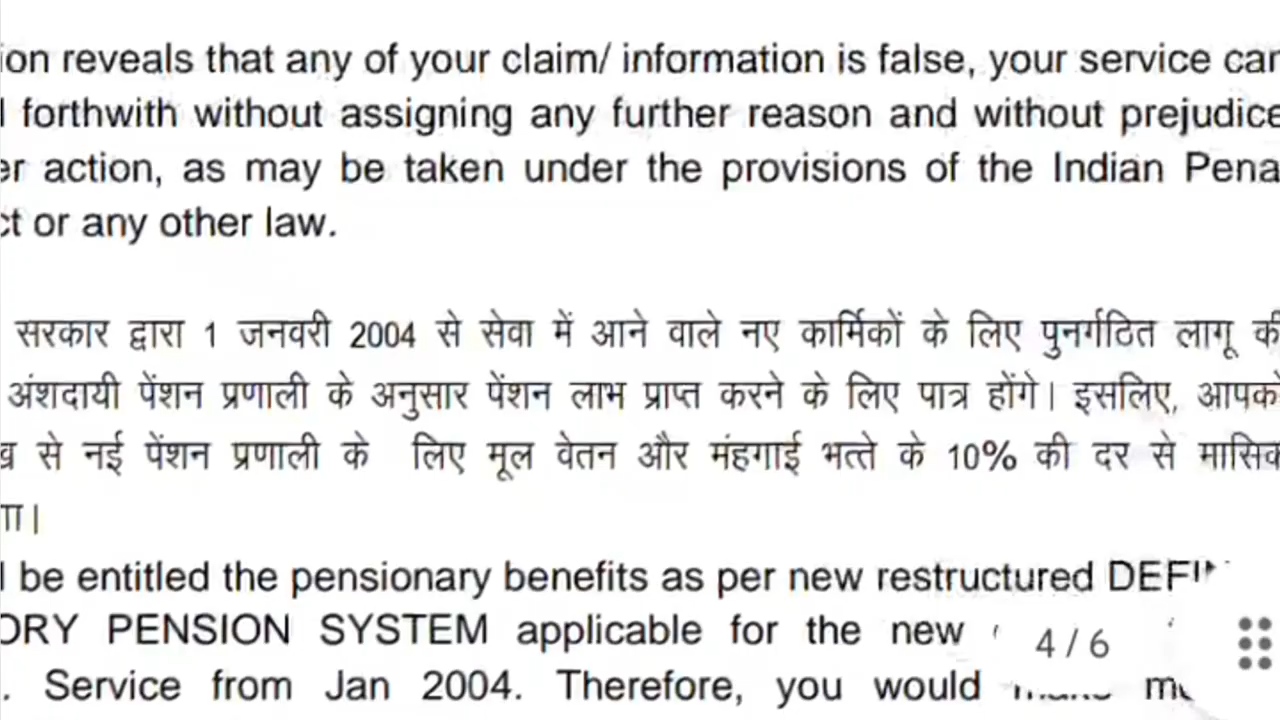 ion reveals that any of your claim/ information is false, your service can
forthwith without assigning any further reason and without prejudice
er action, as may be taken under the provisions of the Indian Pena
ct or any other law.
सरकार द्वारा 1 जनवरी 2004 से सेवा में आने वाले नए कार्मिकों के लिए पुनर्गठित लागू की
अंशदायी पेंशन प्रणाली के अनुसार पेंशन लाभ प्राप्त करने के लिए पात्र होंगे। इसलिए, आपको
से नई पेंशन प्रणाली के लिए मूल वेतन और मंहगाई भत्ते के 10% की दर से मासिक
गा।
be entitled the pensionary benefits as per new restructured DEFIN
ORY PENSION SYSTEM applicable for the new
4 / 6
. Service from Jan 2004. Therefore, you would make